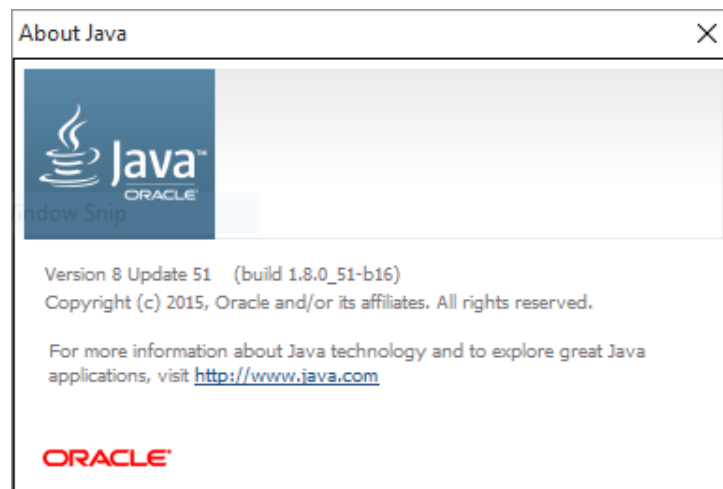 About Java
Java™
ORACLE
indow Snip
Version 8 Update 51 (build 1.8.0_51-b16)
Copyright (c) 2015, Oracle and/or its affiliates. All rights reserved.
For more information about Java technology and to explore great Java
applications, visit http://www.java.com
ORACLE®